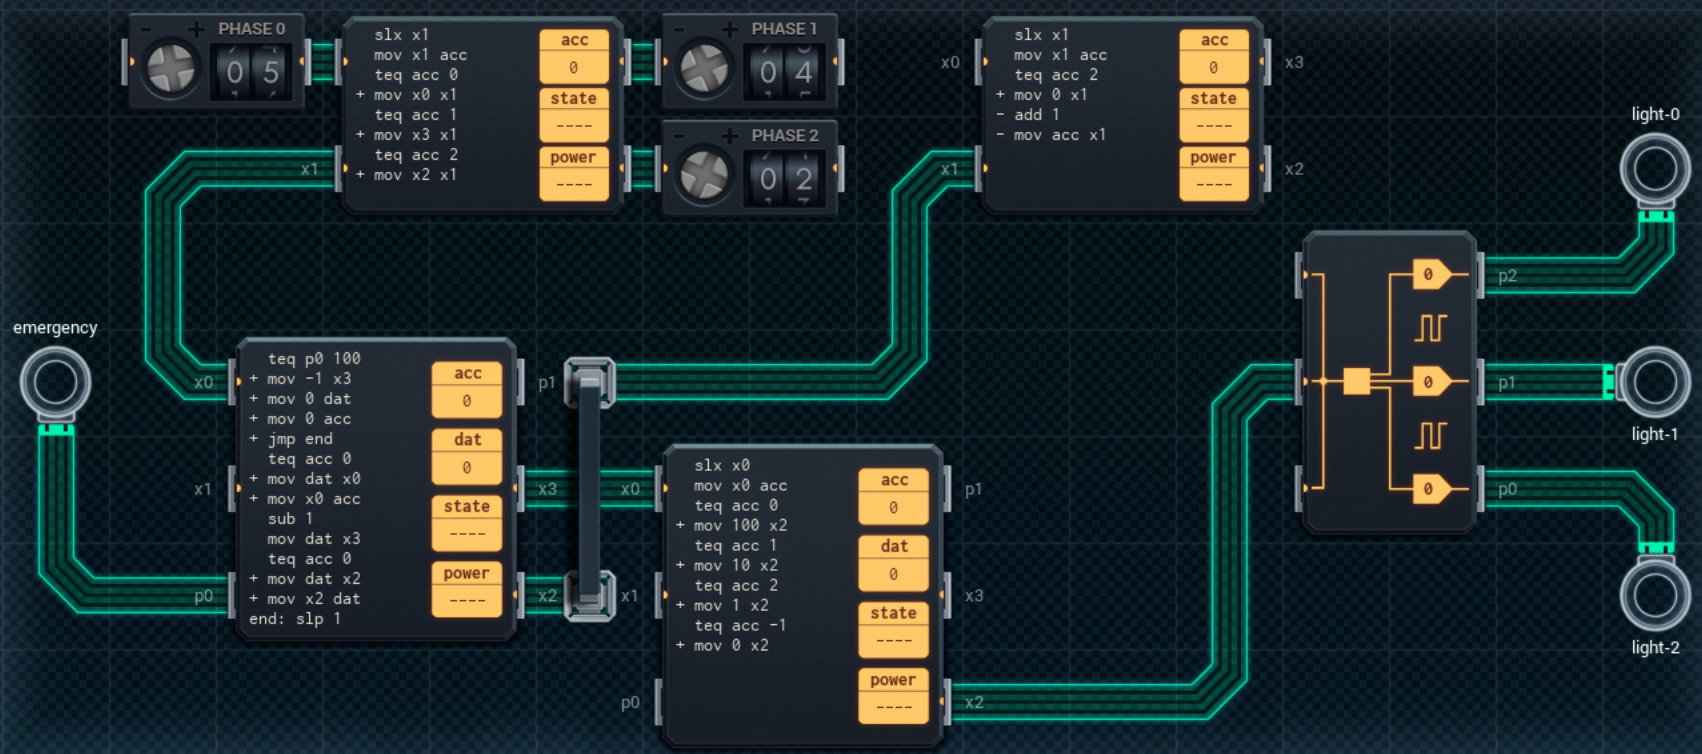 PHASE 0
0 5
slx x1
mov x1 acc
teq acc 0
+ mov x0 x1
teq acc 1
+ mov x3 x1
teq acc 2
+ mov x2 x1
acc
0
state
----
power
----
x1
PHASE 1
0 4
PHASE 2
0 2
x0
x1
slx x1
mov x1 acc
teq acc 2
+ mov 0 x1
- add 1
- mov acc x1
acc
0
state
----
power
----
x3
x2
light-0
emergency
x0
x1
p0
teq p0 100
+ mov -1 x3
+ mov 0 dat
+ mov 0 acc
+ jmp end
teq acc 0
+ mov dat x0
+ mov x0 acc
sub 1
mov dat x3
teq acc 0
+ mov dat x2
+ mov x2 dat
end: slp 1
acc
0
dat
0
state
----
power
----
p1
x3
x2
x0
x1
p0
slx x0
mov x0 acc
teq acc 0
+ mov 100 x2
teq acc 1
+ mov 10 x2
teq acc 2
+ mov 1 x2
teq acc -1
+ mov 0 x2
acc
0
dat
0
state
----
power
----
p1
x3
x2
0
0
0
p2
p1
p0
light-1
light-2